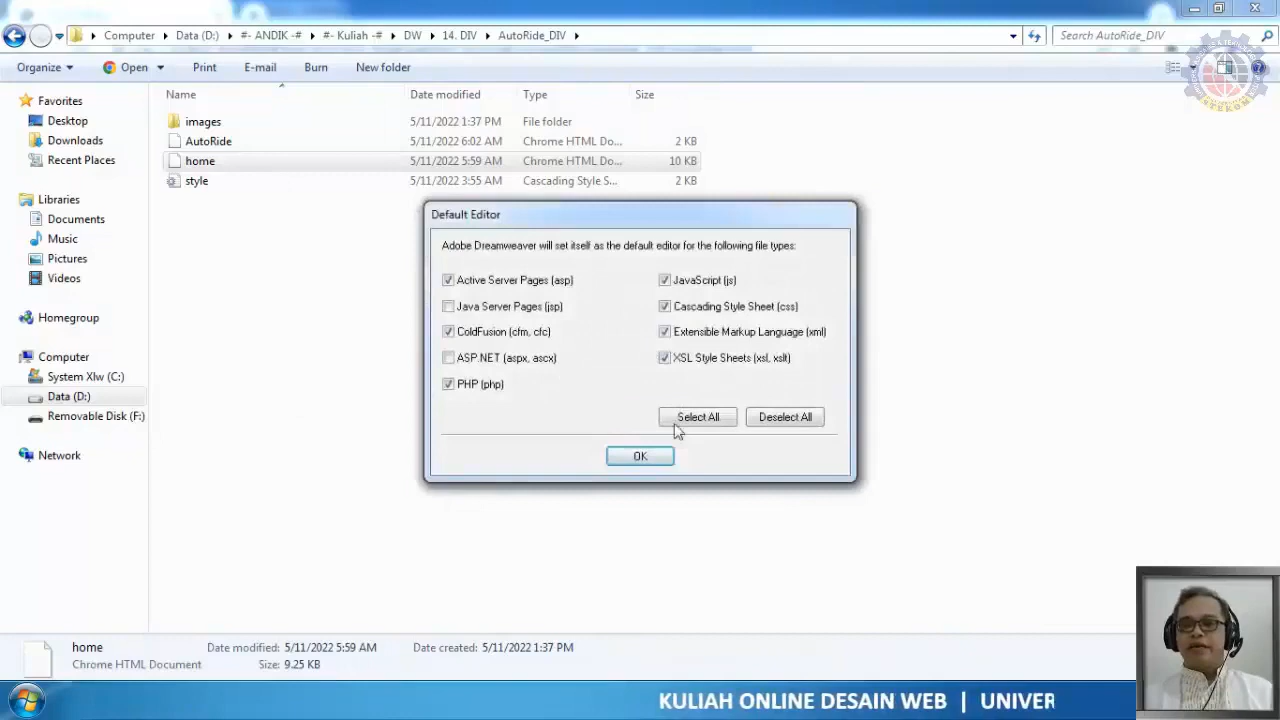 Computer Data (D:) #- ANDIK -# #- Kuliah -# DW 14. DIV AutoRide_DIV Search AutoRide_DIV
Organize Open Print E-mail Burn New folder
Name Date modified Type Size
Favorites
Desktop
Downloads
Recent Places
Libraries
Documents
Music
Pictures
Videos
Homegroup
Computer
System Xlw (C:)
Data (D:)
Removable Disk (F:)
Network
images 5/11/2022 1:37 PM File folder
AutoRide 5/11/2022 6:02 AM Chrome HTML Do... 2 KB
home 5/11/2022 5:59 AM Chrome HTML Do... 10 KB
style 5/11/2022 3:55 AM Cascading Style S... 2 KB
Default Editor
Adobe Dreamweaver will set itself as the default editor for the following file types:
Active Server Pages (asp) JavaScript (js)
Java Server Pages (jsp) Cascading Style Sheet (css)
ColdFusion (cfm, cfc) Extensible Markup Language (xml)
ASP.NET (aspx, ascx) XSL Style Sheets (xsl, xslt)
PHP (php)
Select All Deselect All
OK
home Date modified: 5/11/2022 5:59 AM Date created: 5/11/2022 1:37 PM
Chrome HTML Document Size: 9.25 KB
KULIAH ONLINE DESAIN WEB | UNIVER